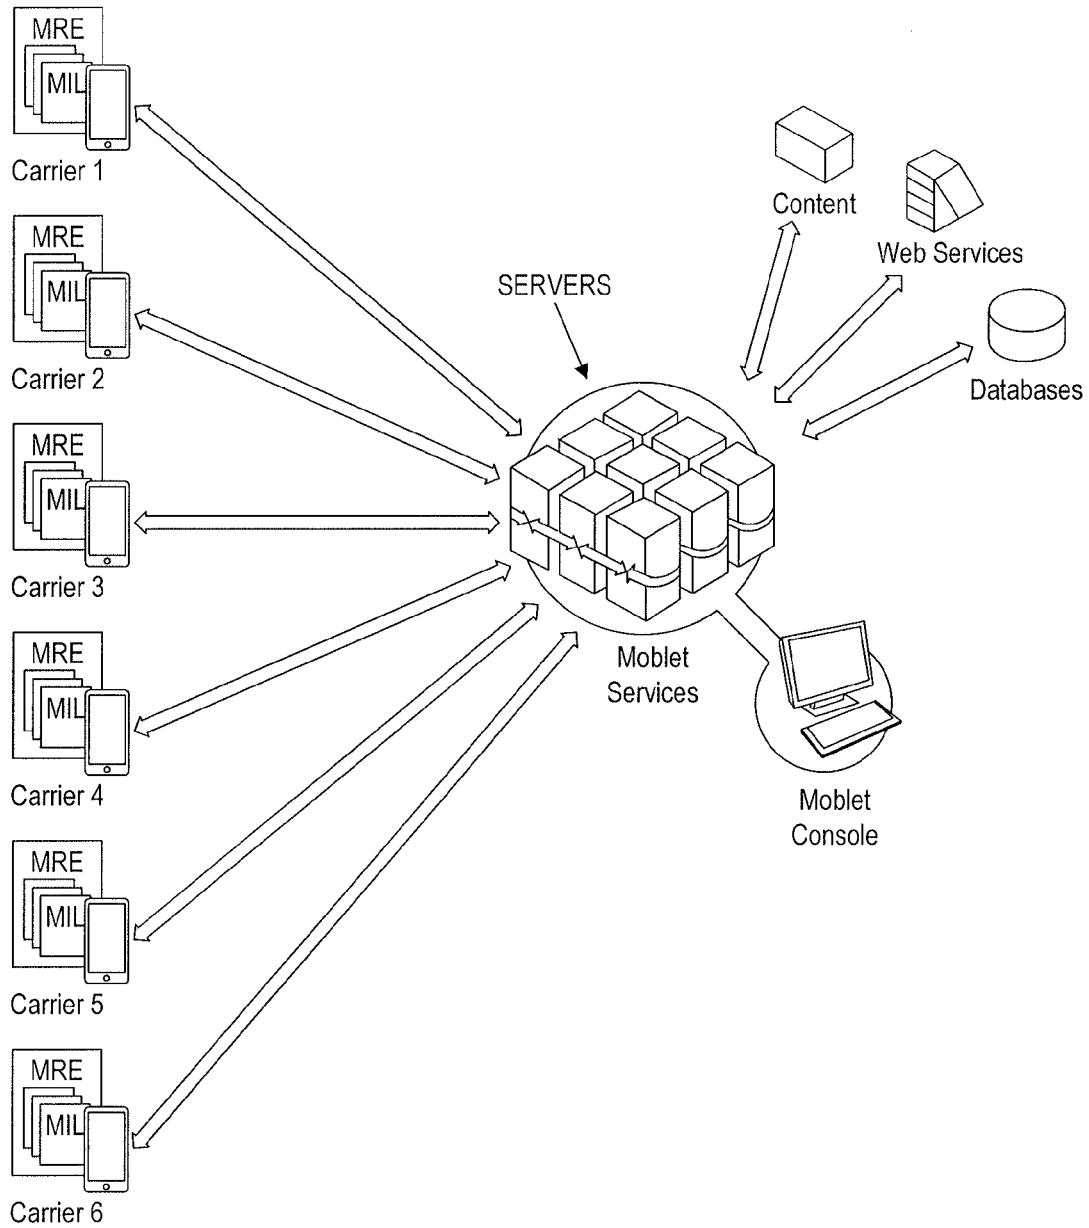 MRE
MIL
Carrier 1
MRE
MIL
Carrier 2
MRE
MIL
Carrier 3
MRE
MIL
Carrier 4
MRE
MIL
Carrier 5
MRE
MIL
Carrier 6
SERVERS
Moblet
Services
Content
Web Services
Databases
Moblet
Console